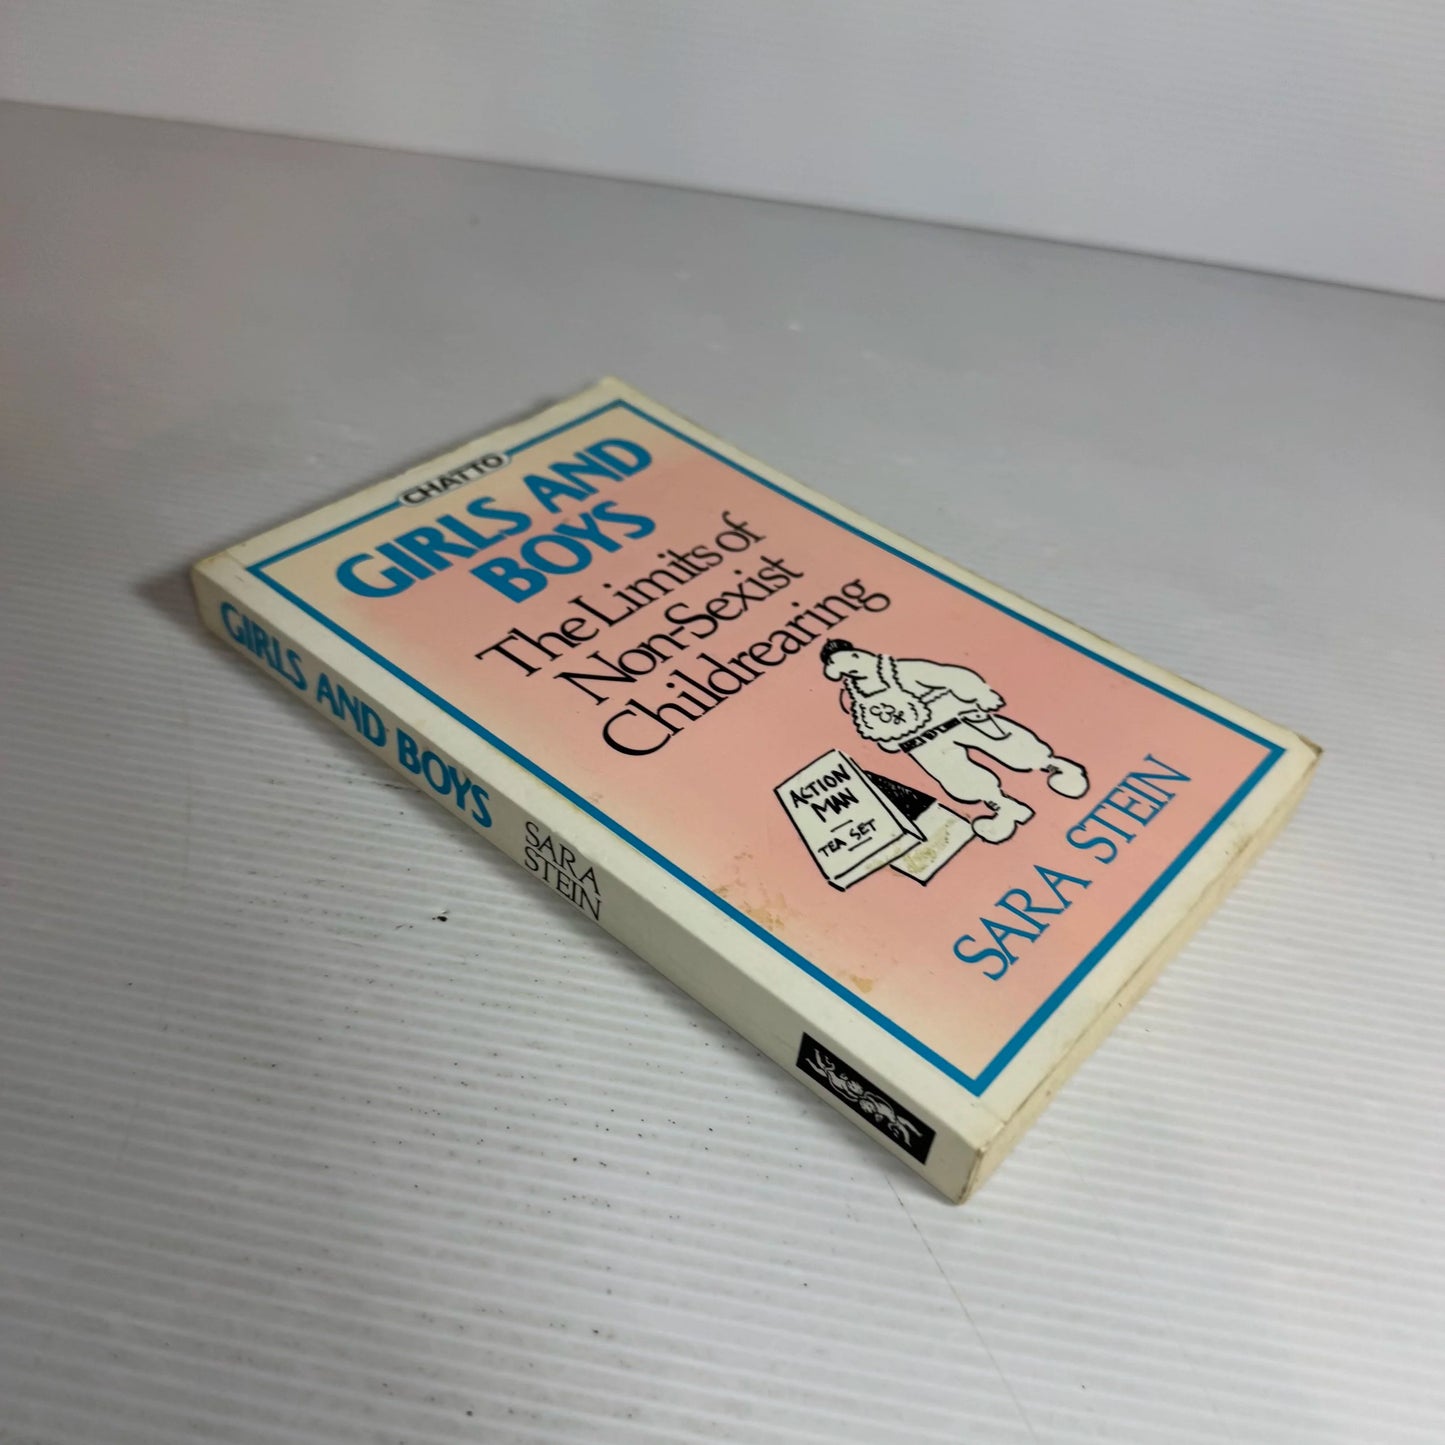 CHATTO
GIRLS AND
BOYS
The Limits of
Non-Sexist
Childrearing
ACTION
MAN
TEA SET
SARA STEIN
GIRLS AND BOYS
SARA
STEIN